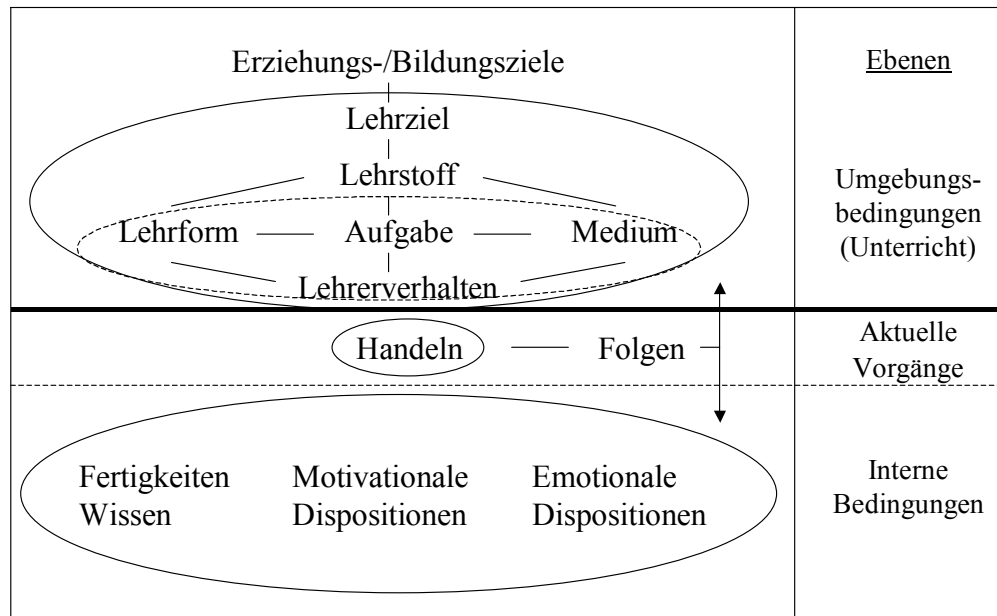 Erziehungs-/Bildungsziele
Lehrziel
Lehrstoff
Lehrform
Aufgabe
Medium
Lehrerverhalten
Ebenen
Umgebungs-
bedingungen
(Unterricht)
Handeln
Folgen
Aktuelle
Vorgänge
Fertigkeiten
Wissen
Motivationale
Dispositionen
Emotionale
Dispositionen
Interne
Bedingungen